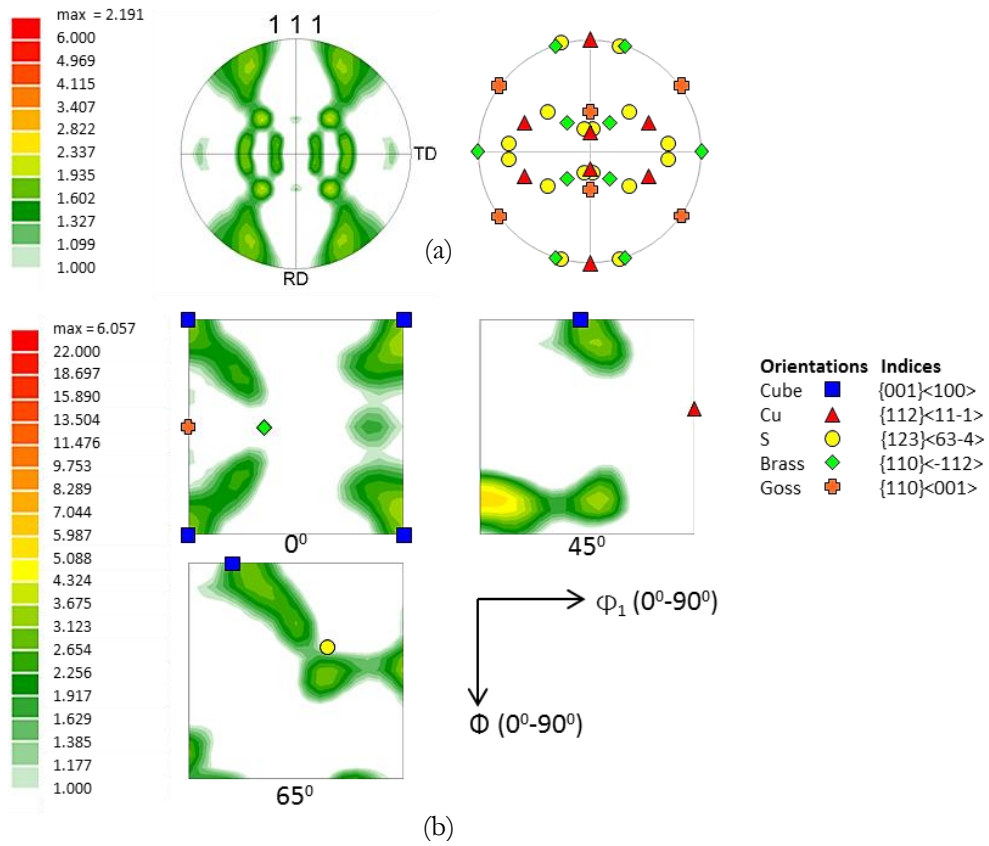 max = 2.191
6.000
4.969
4.115
3.407
2.822
2.337
1.935
1.602
1.327
1.099
1.000
1 1 1
TD
RD
(a)
max = 6.057
22.000
18.697
15.890
13.504
11.476
9.753
8.289
7.044
5.987
5.088
4.324
3.675
3.123
2.654
2.256
1.917
1.629
1.385
1.177
1.000
0⁰
45⁰
65⁰
Orientations Indices
Cube {001}<100>
Cu {112}<11-1>
S {123}<63-4>
Brass {110}<-112>
Goss {110}<001>
φ₁ (0⁰-90⁰)
Φ (0⁰-90⁰)
(b)